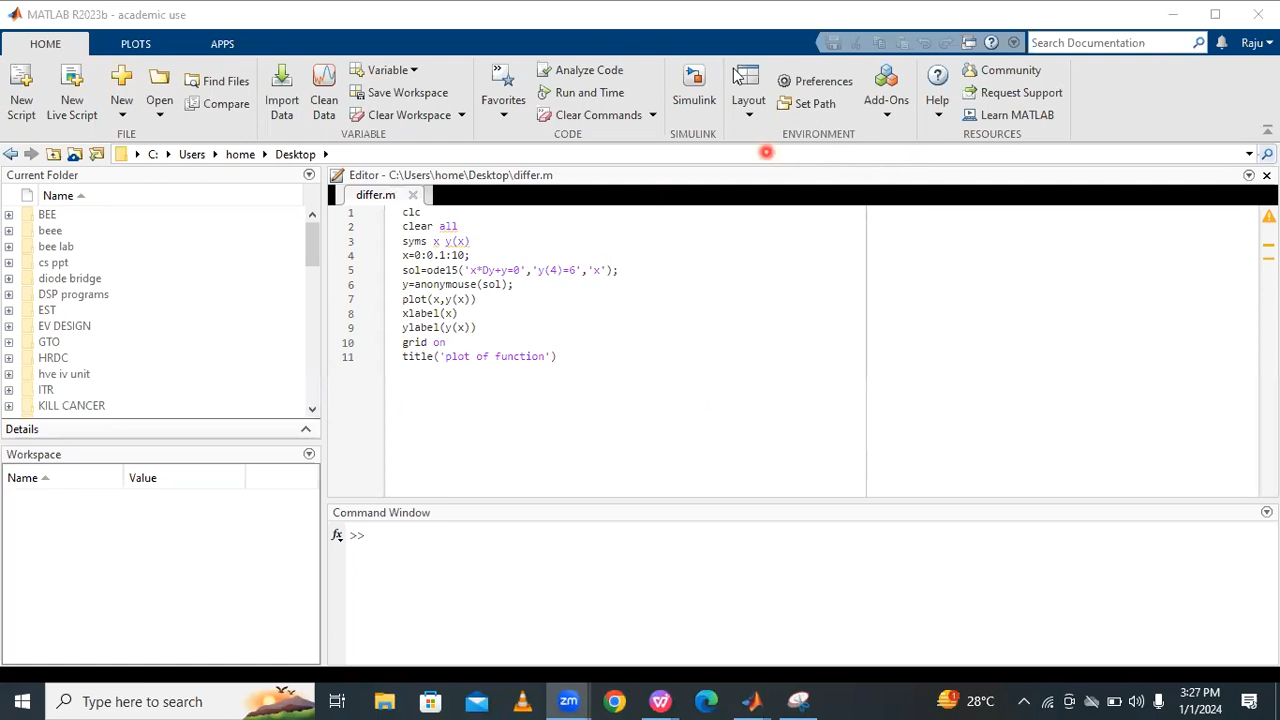 MATLAB R2023b - academic use
HOME PLOTS APPS Search Documentation Raju
New Script
New Live Script
New
Open
Find Files
Compare
FILE
Import Data
Clean Data
Variable
Save Workspace
Clear Workspace
VARIABLE
Favorites
Analyze Code
Run and Time
Clear Commands
CODE
Simulink
SIMULINK
Layout
Preferences
Set Path
Add-Ons
ENVIRONMENT
Help
Community
Request Support
Learn MATLAB
RESOURCES
C: Users home Desktop
Current Folder
Name
BEE
beee
bee lab
cs ppt
diode bridge
DSP programs
EST
EV DESIGN
GTO
HRDC
hve iv unit
ITR
KILL CANCER
Details
Workspace
Name Value
Editor - C:\Users\home\Desktop\differ.m
differ.m
1 clc
2 clear all
3 syms x y(x)
4 x=0:0.1:10;
5 sol=ode15('x*Dy+y=0','y(4)=6','x');
6 y=anonymouse(sol);
7 plot(x,y(x))
8 xlabel(x)
9 ylabel(y(x))
10 grid on
11 title('plot of function')
Command Window
fx >>
Type here to search
zm
W
1
28°C
3:27 PM
1/1/2024